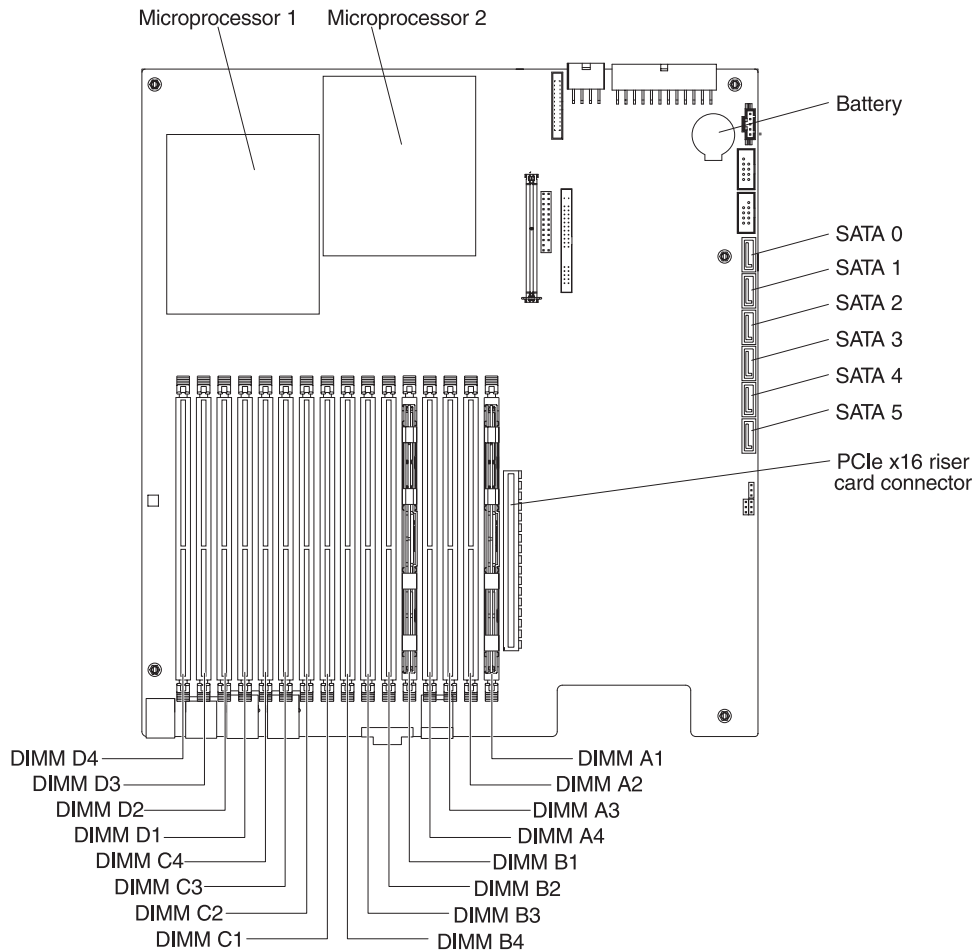 Microprocessor 1
Microprocessor 2
Battery
SATA 0
SATA 1
SATA 2
SATA 3
SATA 4
SATA 5
PCIe x16 riser
card connector
DIMM D4
DIMM A1
DIMM D3
DIMM A2
DIMM D2
DIMM A3
DIMM D1
DIMM A4
DIMM C4
DIMM B1
DIMM C3
DIMM B2
DIMM C2
DIMM B3
DIMM C1
DIMM B4